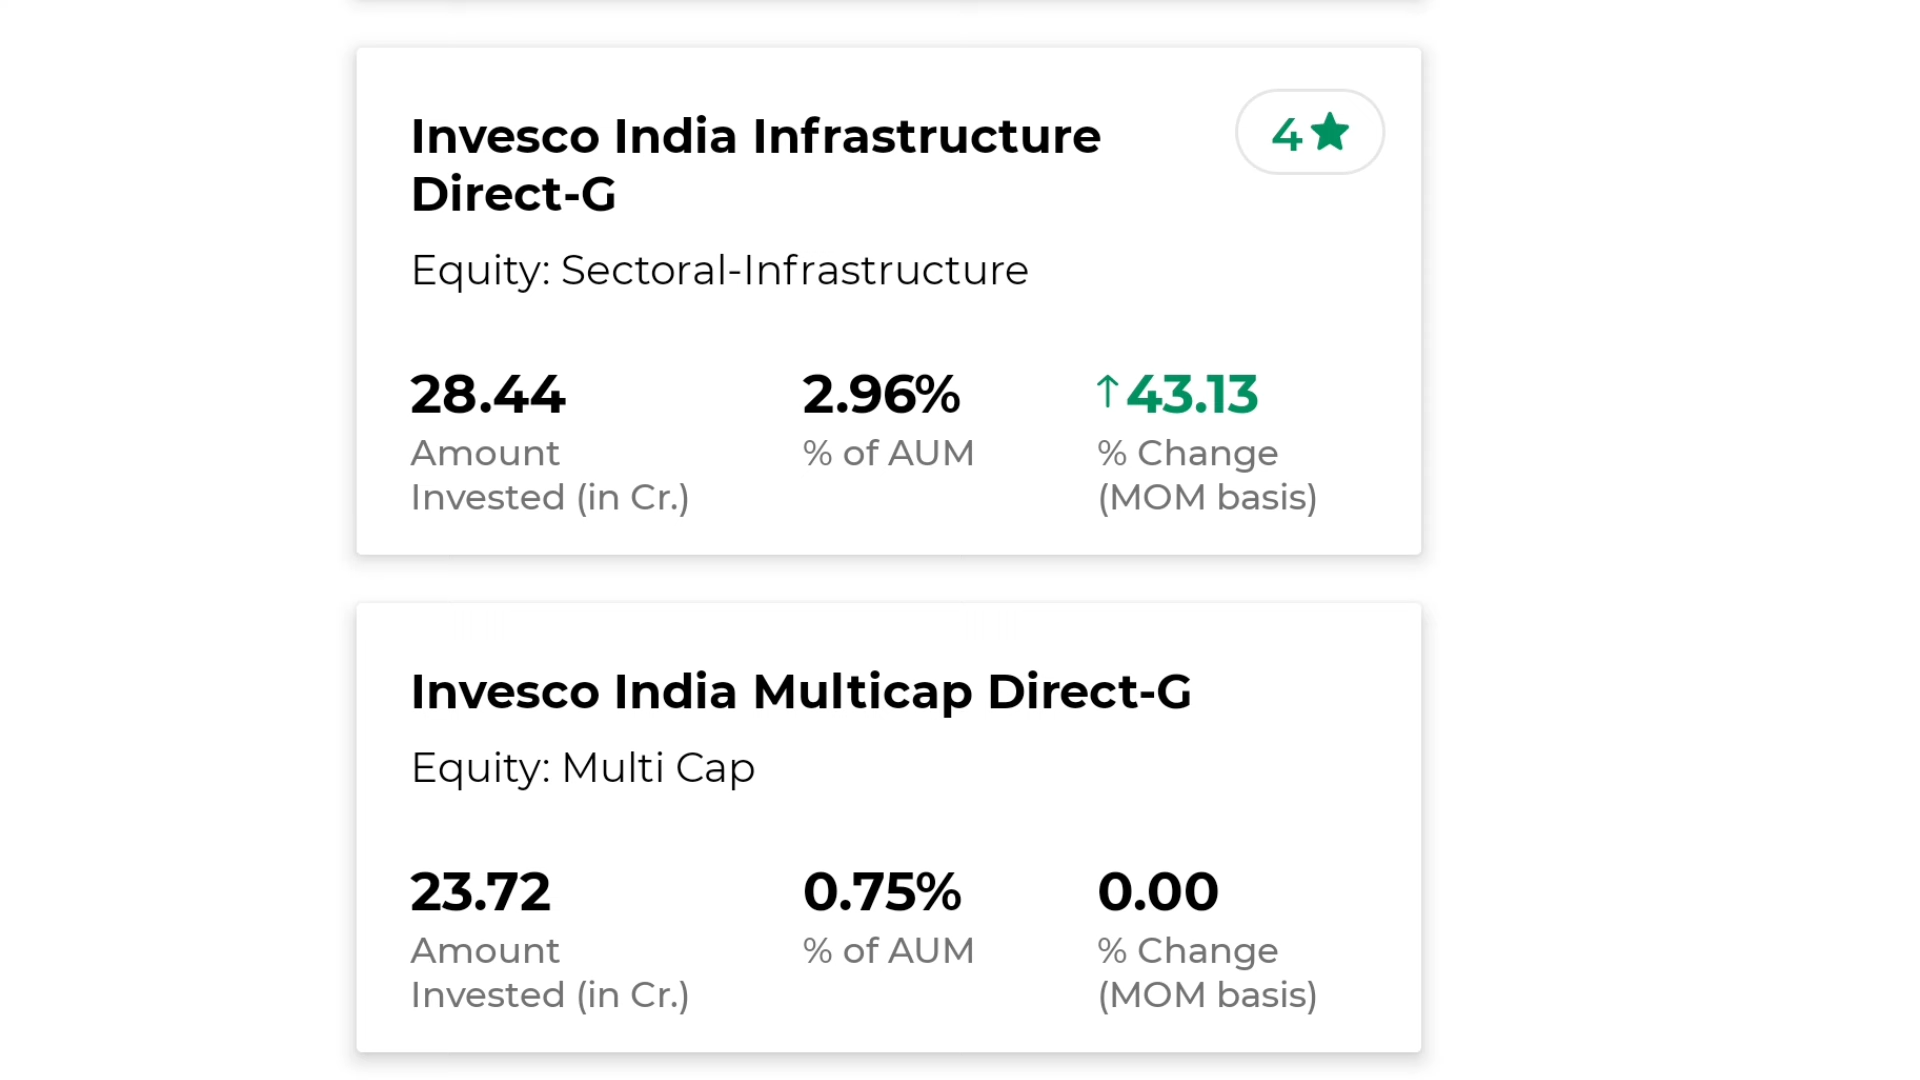 Invesco India Infrastructure
Direct-G
4★
Equity: Sectoral-Infrastructure
28.44 2.96% ↑43.13
Amount % of AUM % Change
Invested (in Cr.) (MOM basis)
Invesco India Multicap Direct-G
Equity: Multi Cap
23.72 0.75% 0.00
Amount % of AUM % Change
Invested (in Cr.) (MOM basis)